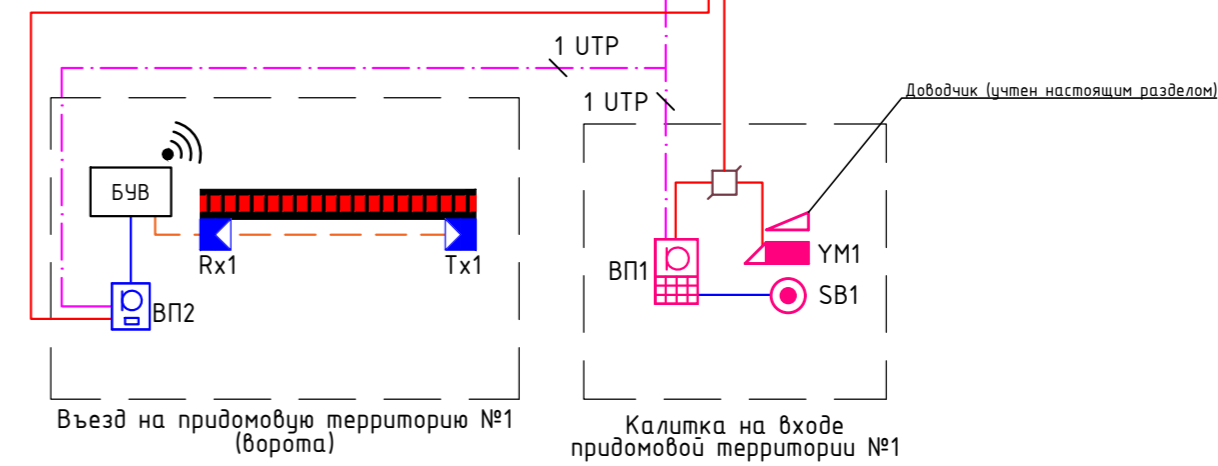 1 UTP
1 UTP
Доводчик (учтен настоящим разделом)
БУВ
Rx1
Tx1
ВП2
ВП1
YM1
SB1
Въезд на придомовую территорию №1
(ворота)
Калитка на входе
придомовой территории №1